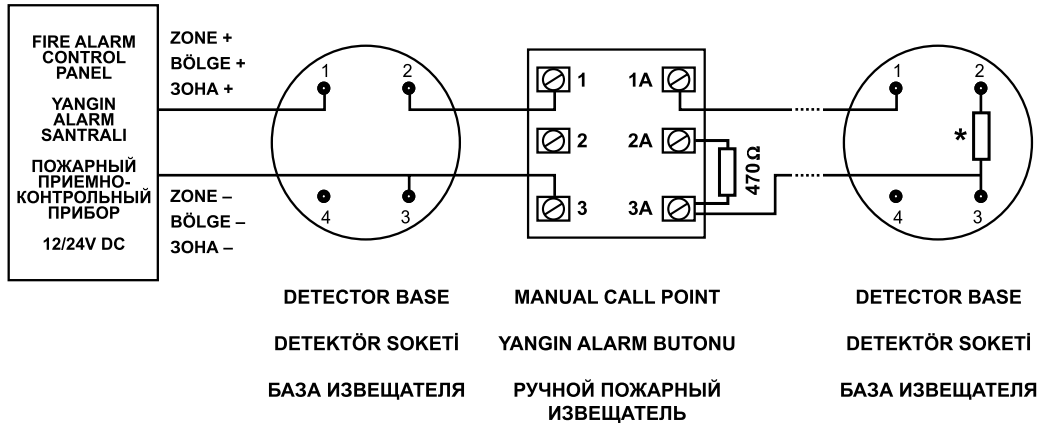 FIRE ALARM
CONTROL
PANEL
YANGIN
ALARM
SANTRALI
ПОЖАРНЫЙ
ПРИЕМНО-
КОНТРОЛЬНЫЙ
ПРИБОР
12/24V DC
ZONE +
BÖLGE +
ЗОНА +
ZONE –
BÖLGE –
ЗОНА –
1 2
4 3
DETECTOR BASE
DETEKTÖR SOKETİ
БАЗА ИЗВЕЩАТЕЛЯ
1 1A
2 2A
3 3A
470 Ω
MANUAL CALL POINT
YANGIN ALARM BUTONU
РУЧНОЙ ПОЖАРНЫЙ
ИЗВЕЩАТЕЛЬ
1 2
*
4 3
DETECTOR BASE
DETEKTÖR SOKETİ
БАЗА ИЗВЕЩАТЕЛЯ